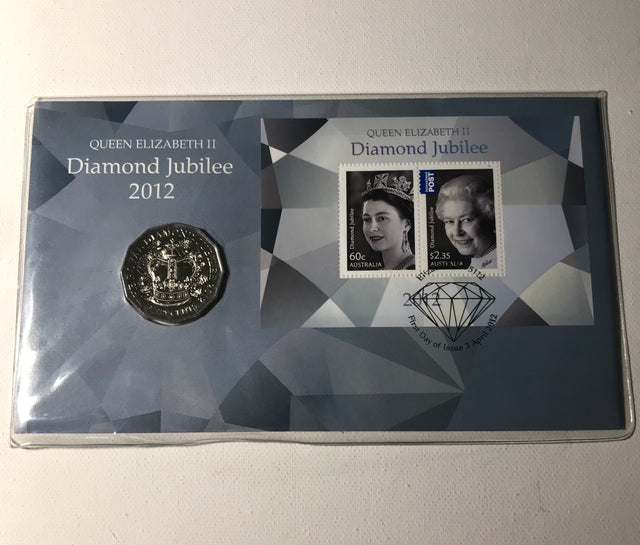 QUEEN ELIZABETH II
Diamond Jubilee
2012
QUEEN ELIZABETH II
Diamond Jubilee
Diamond Jubilee
60c
AUSTRALIA
POST
Diamond Jubilee
$2.35
AUSTRALIA
2012
First Day of Issue 3 April 2012